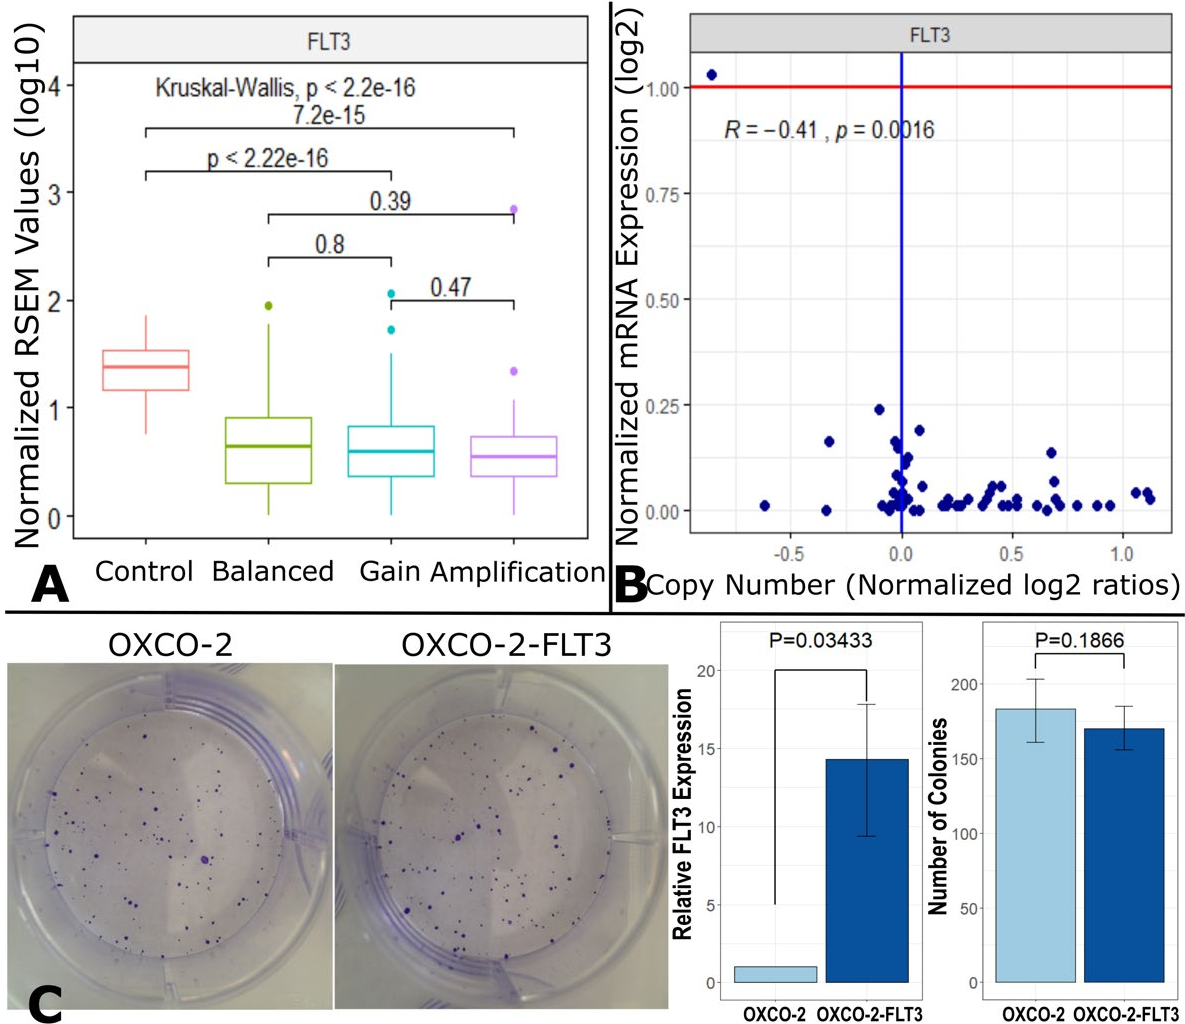 FLT3
Normalized RSEM Values (log10)
4
3
2
1
0
Kruskal-Wallis, p < 2.2e-16
7.2e-15
p < 2.22e-16
0.39
0.8
0.47
A
Control Balanced Gain Amplification
FLT3
Normalized mRNA Expression (log2)
1.00
0.75
0.50
0.25
0.00
R = −0.41 , p = 0.0016
-0.5 0.0 0.5 1.0
B
Copy Number (Normalized log2 ratios)
OXCO-2 OXCO-2-FLT3
C
P=0.03433
Relative FLT3 Expression
20
15
10
5
0
OXCO-2 OXCO-2-FLT3
P=0.1866
Number of Colonies
200
150
100
50
0
OXCO-2 OXCO-2-FLT3